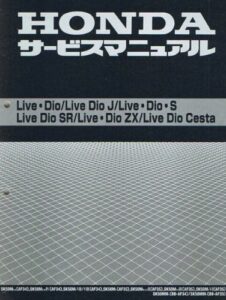 HONDA
サービスマニュアル
Live・Dio/Live Dio J/Live・Dio・S
Live Dio SR/Live・Dio ZX/Live Dio Cesta